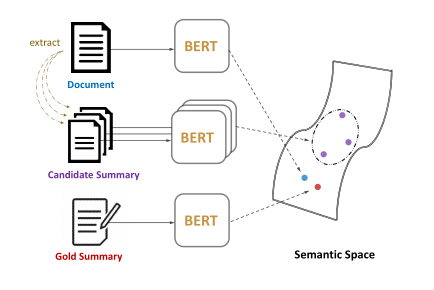 extract
BERT
Document
BERT
Candidate Summary
BERT
Gold Summary
Semantic Space